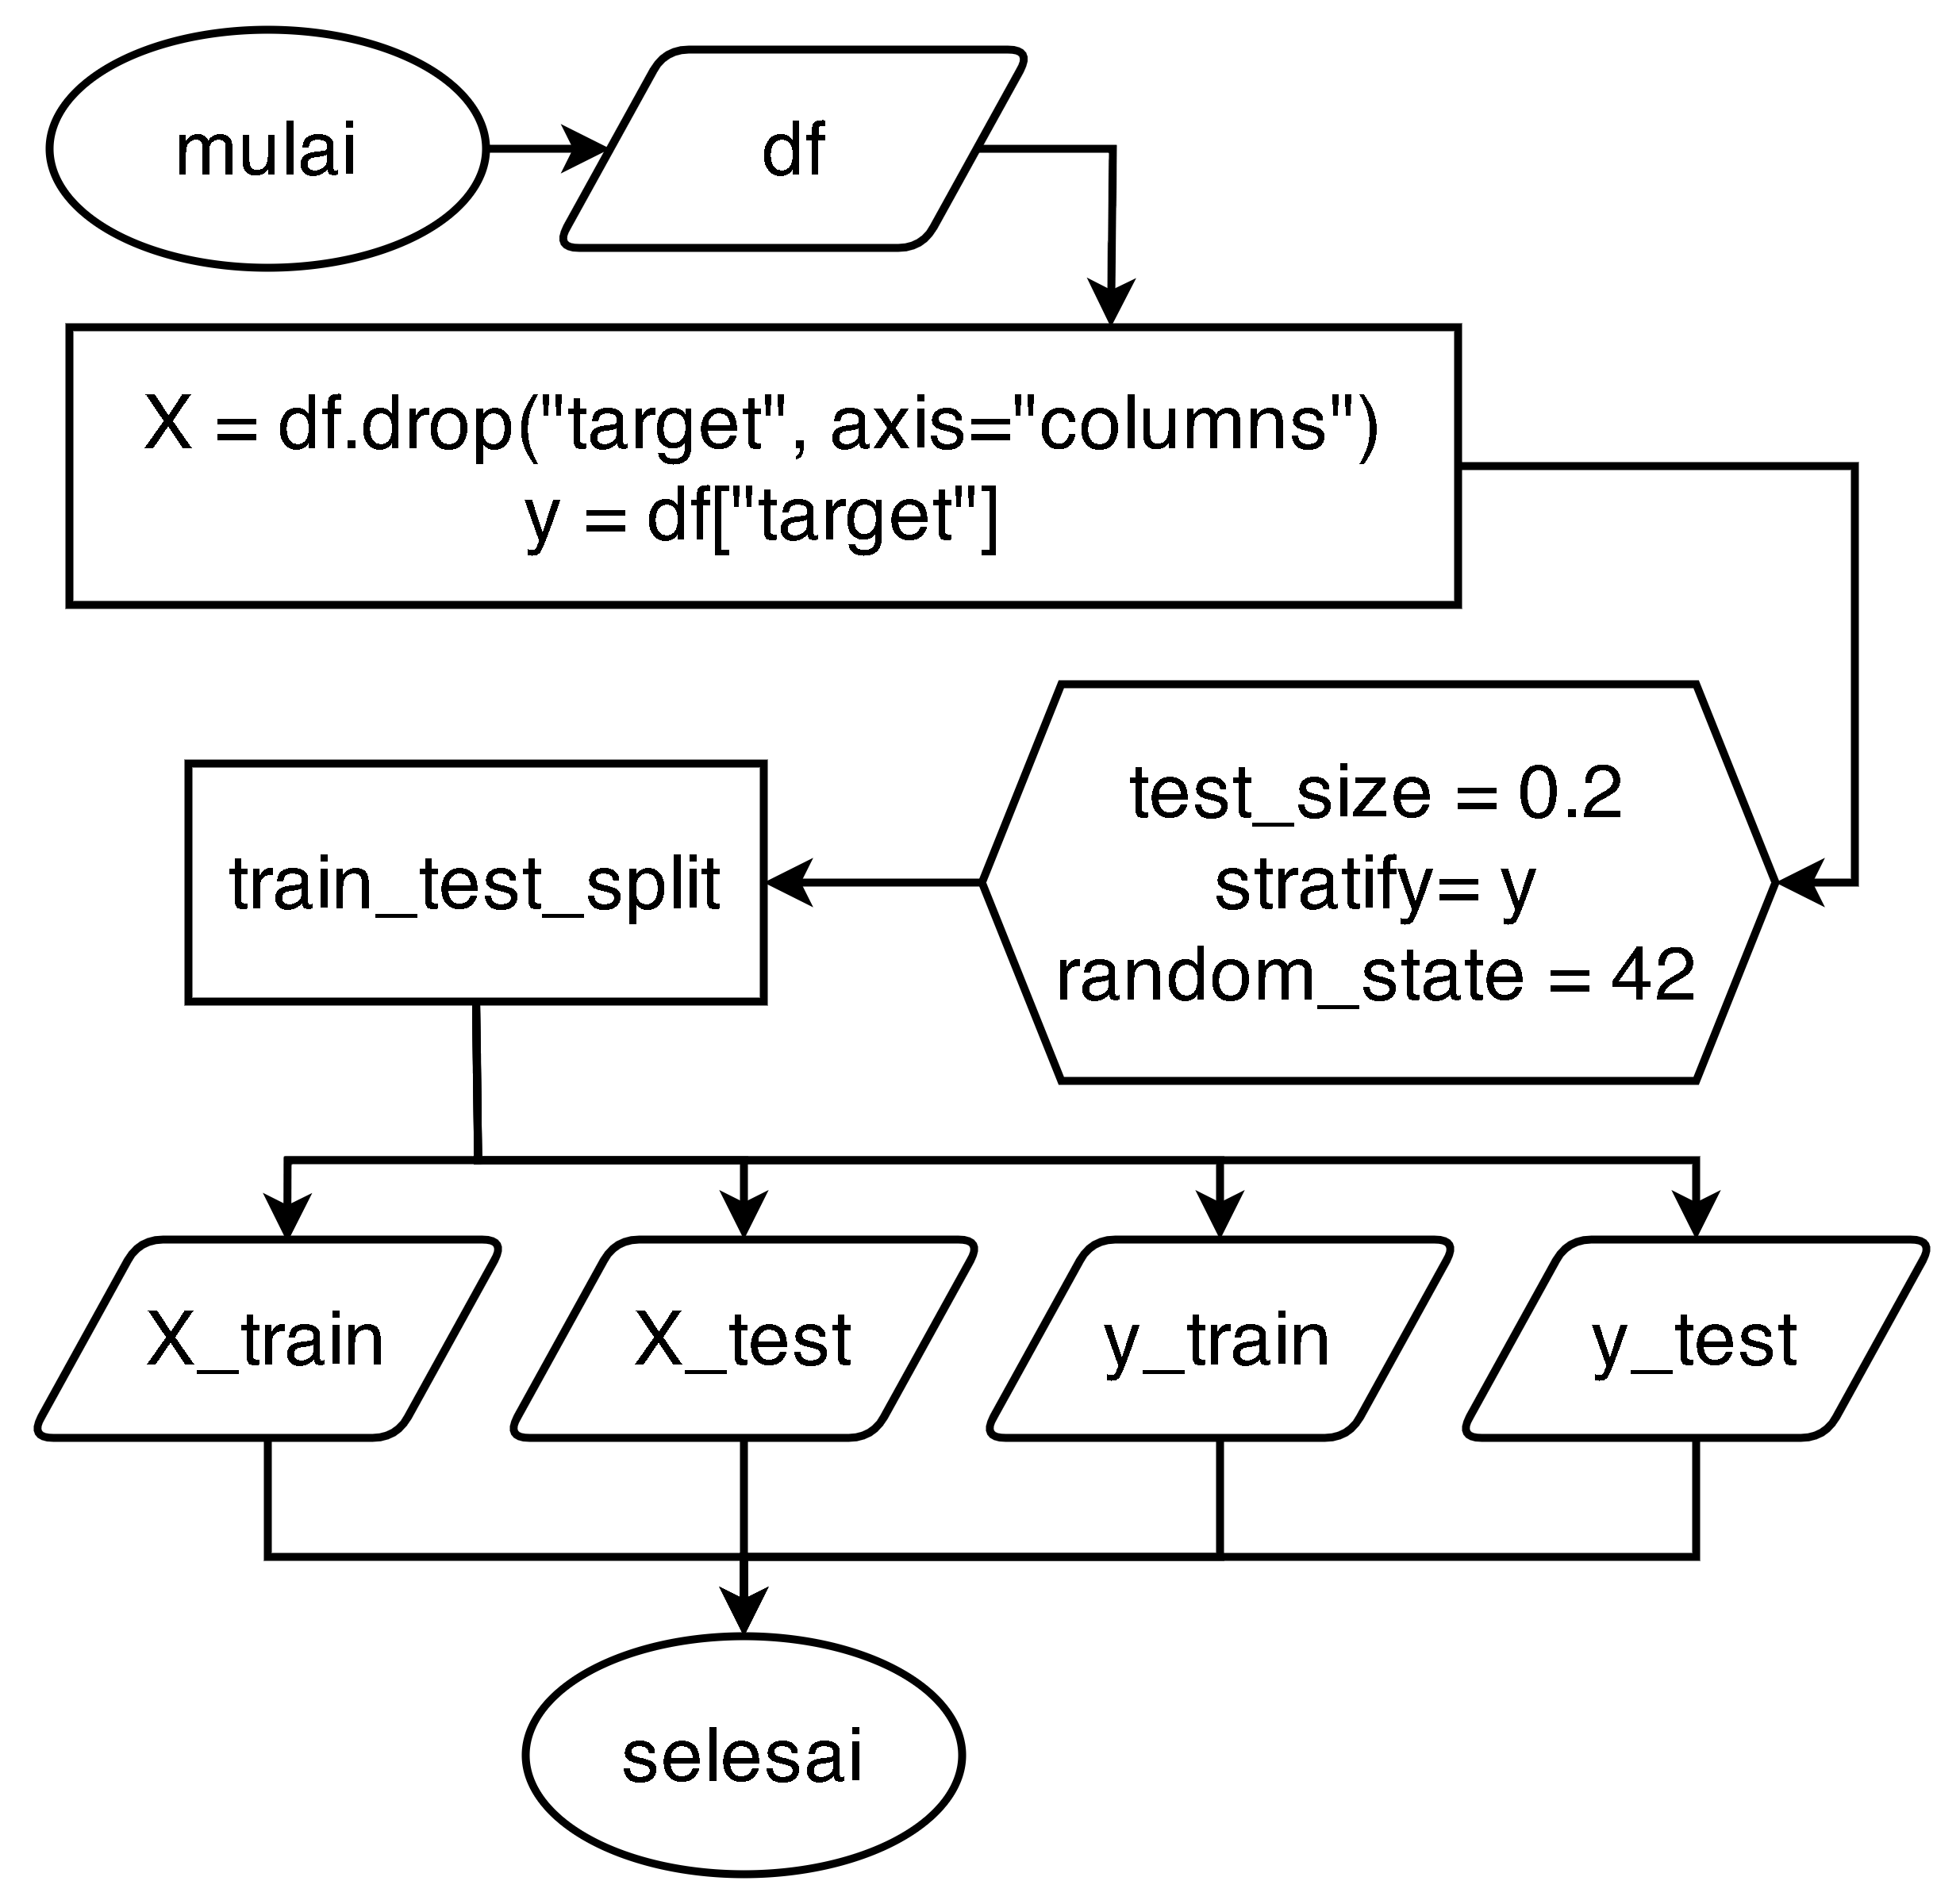 mulai
df
X = df.drop("target", axis="columns")
y = df["target"]
test_size = 0.2
stratify= y
random_state = 42
train_test_split
X_train
X_test
y_train
y_test
selesai